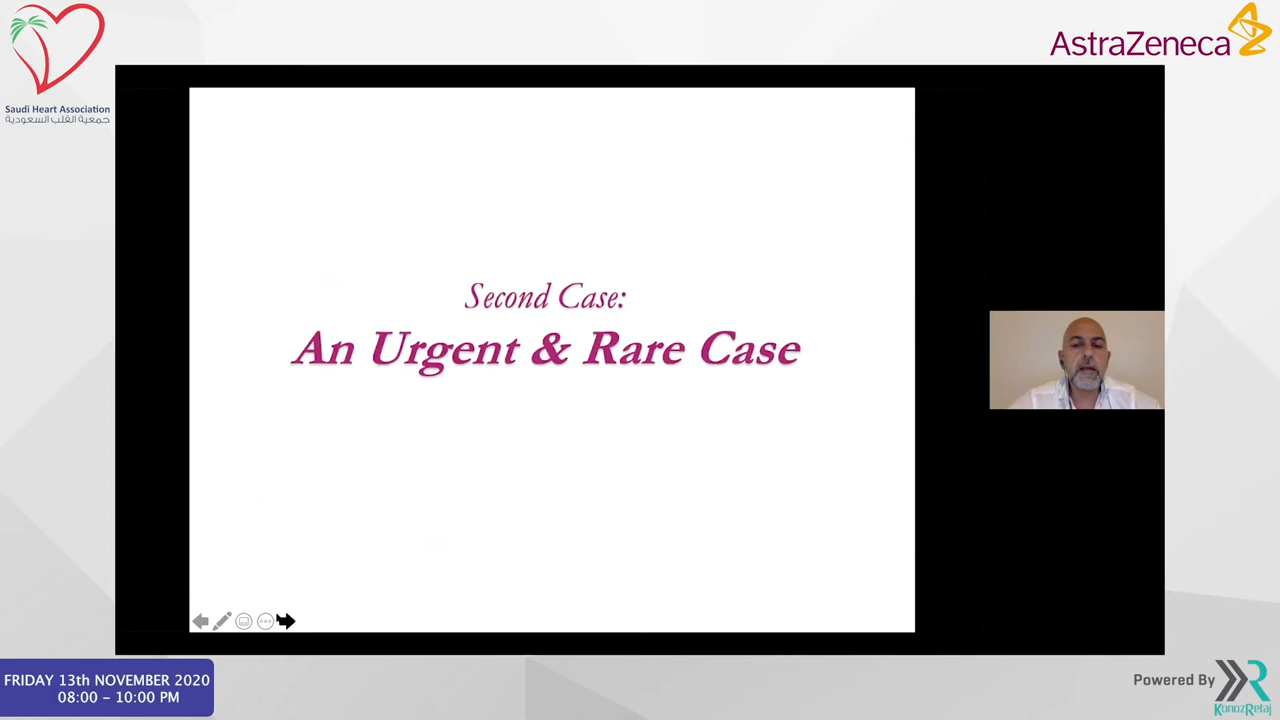 Saudi Heart Association
جمعية القلب السعودية
AstraZeneca
Second Case:
An Urgent & Rare Case
FRIDAY 13th NOVEMBER 2020
08:00 – 10:00 PM
Powered By
KonozRetaj